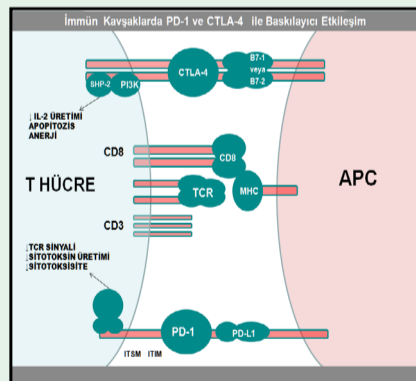 İmmün Kavşaklarda PD-1 ve CTLA-4 ile Baskılayıcı Etkileşim
CTLA-4
B7-1
veya
B7-2
SHP-2
PI3K
↓ IL-2 ÜRETİMİ
APOPİTOZİS
ANERJİ
CD8
CD8
T HÜCRE
TCR
MHC
APC
CD3
↓TCR SİNYALİ
↓SİTOTOKSİN ÜRETİMİ
↓SİTOTOKSİSİTE
PD-1
PD-L1
ITSM ITIM